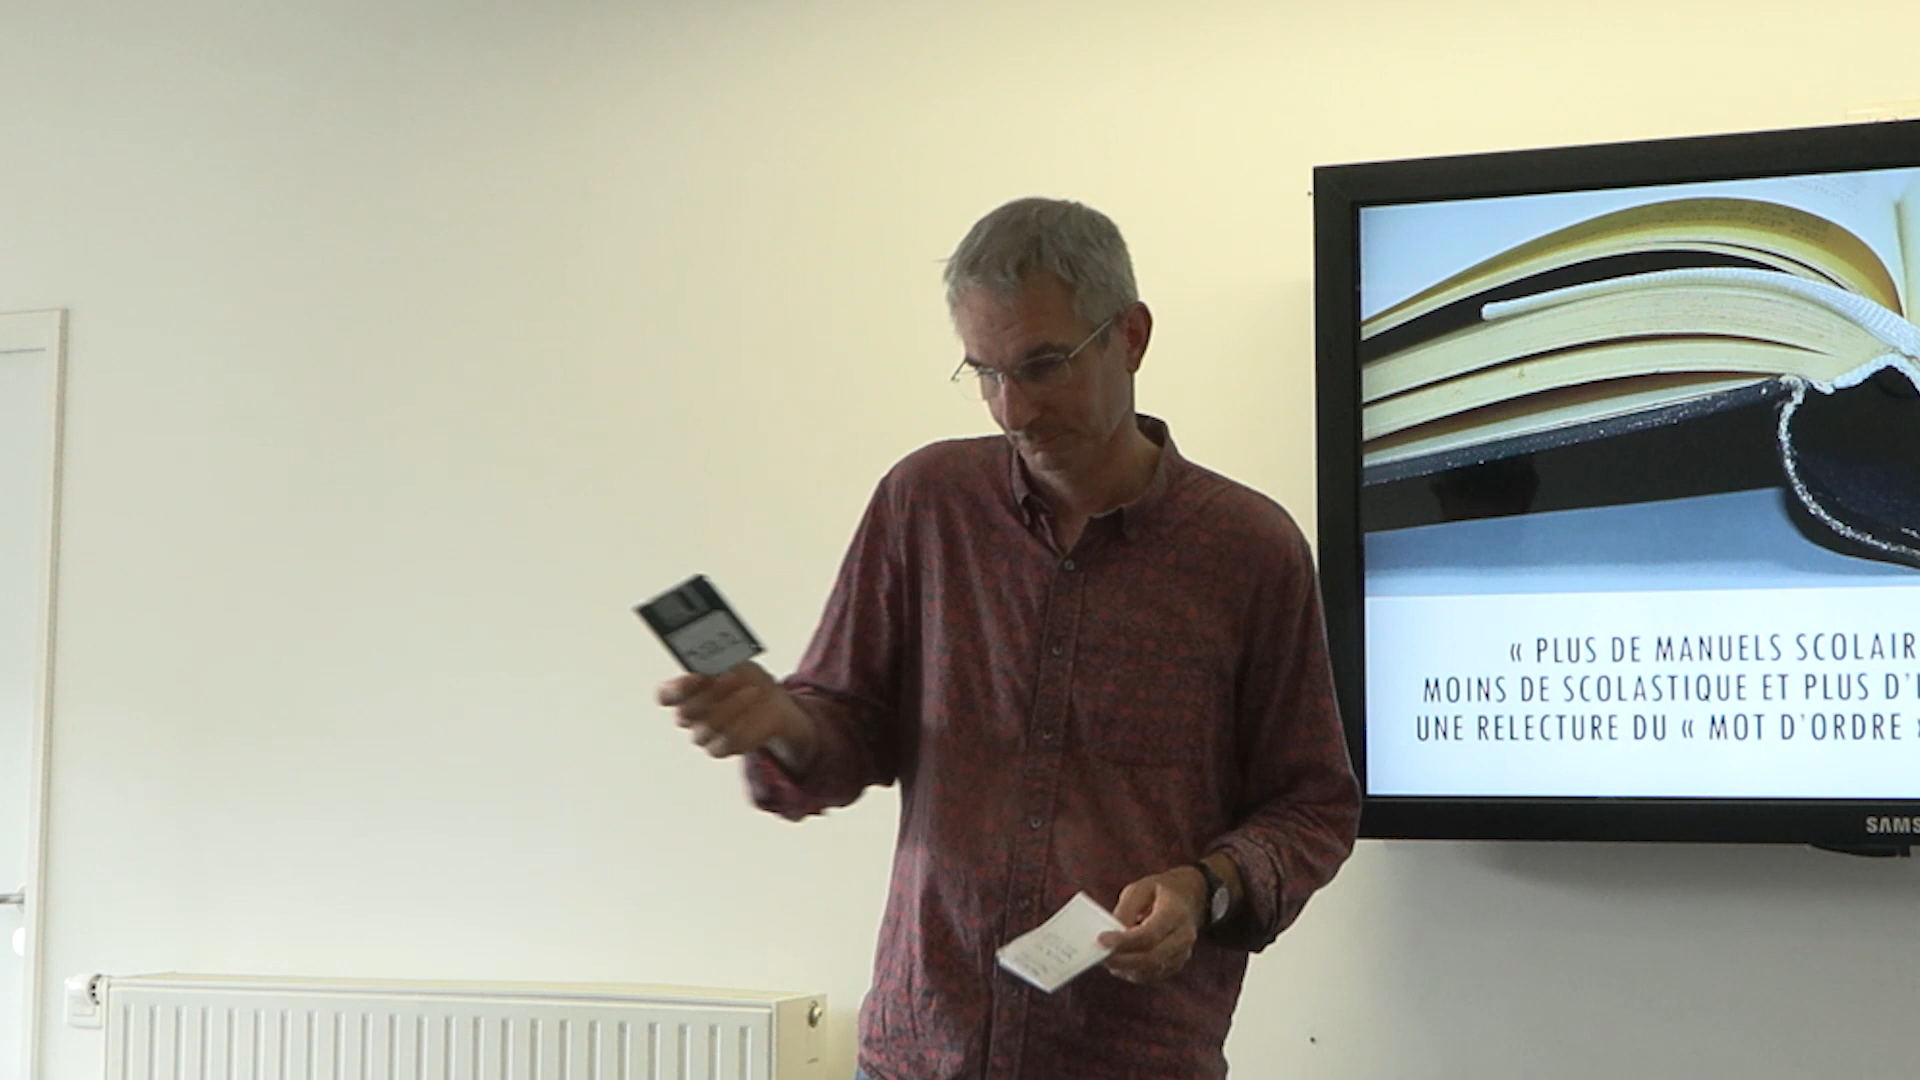 « PLUS DE MANUELS SCOLAIR
MOINS DE SCOLASTIQUE ET PLUS D'
UNE RELECTURE DU « MOT D'ORDRE »
SAMS